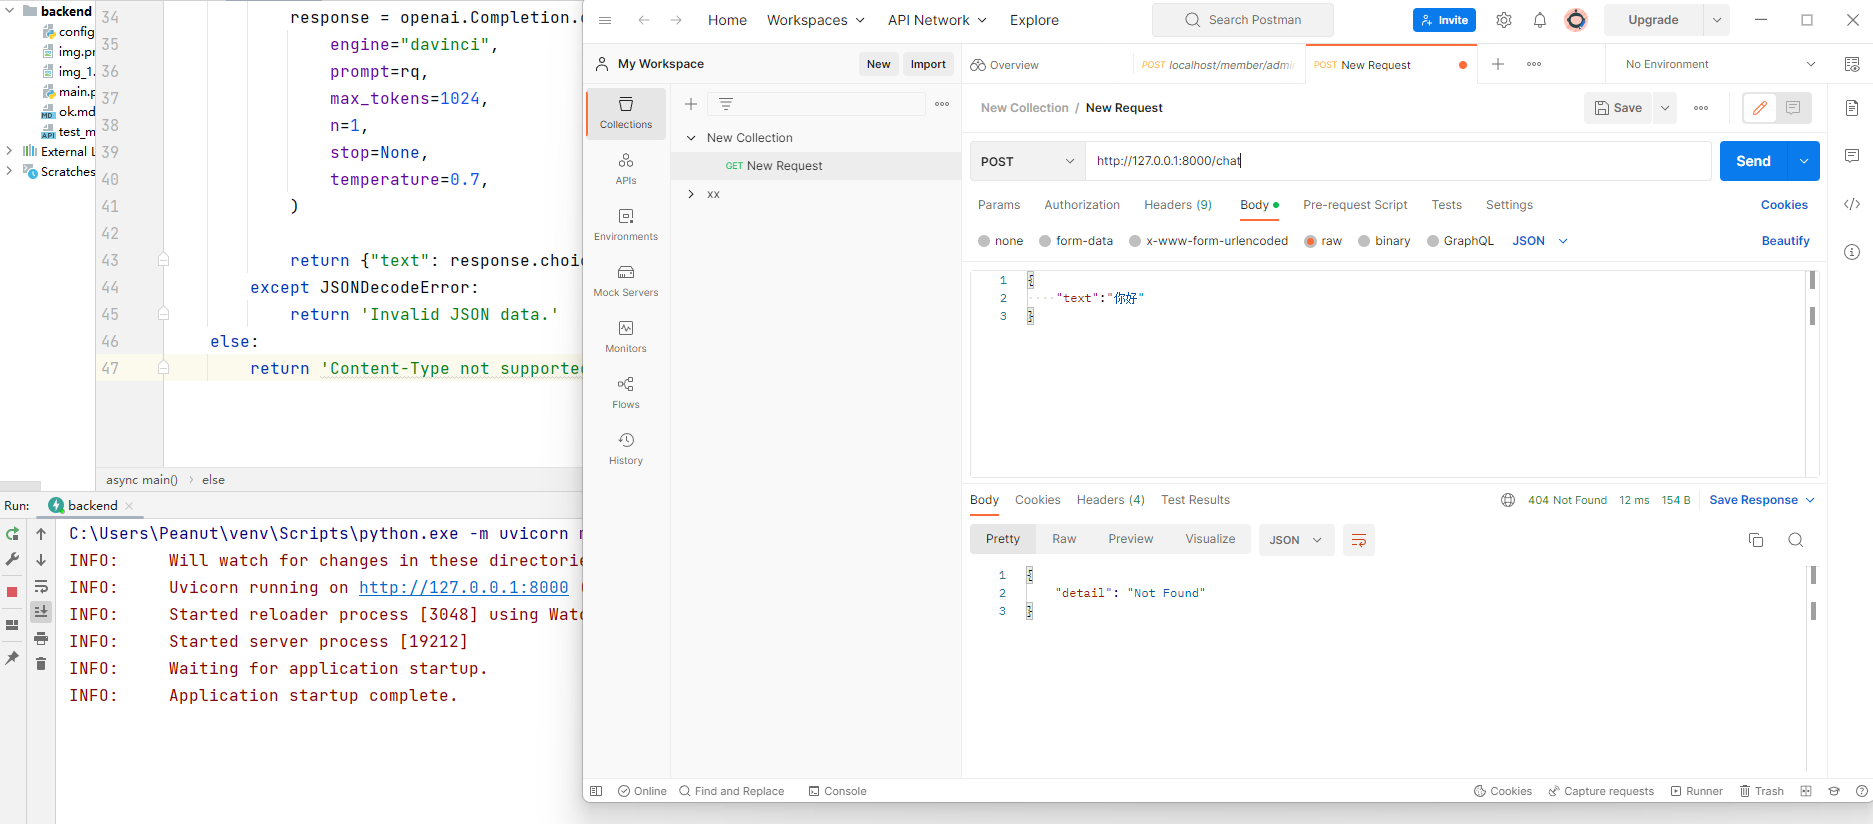 backend
config
img.pr
img_1.
main.p
ok.md
test_m
External L
Scratches
34 response = openai.Completion.c
35 engine="davinci",
36 prompt=rq,
37 max_tokens=1024,
38 n=1,
39 stop=None,
40 temperature=0.7,
41 )
42
43 return {"text": response.choic
44 except JSONDecodeError:
45 return 'Invalid JSON data.'
46 else:
47 return 'Content-Type not supported
async main() > else
Run: backend
C:\Users\Peanut\venv\Scripts\python.exe -m uvicorn m
INFO: Will watch for changes in these directorie
INFO: Uvicorn running on http://127.0.0.1:8000 (
INFO: Started reloader process [3048] using Wat
INFO: Started server process [19212]
INFO: Waiting for application startup.
INFO: Application startup complete.
Home Workspaces API Network Explore Search Postman Invite Upgrade
My Workspace New Import
Overview POST localhost/member/admi POST New Request No Environment
Collections
APIs
Environments
Mock Servers
Monitors
Flows
History
New Collection
GET New Request
xx
New Collection / New Request Save
POST http://127.0.0.1:8000/chat Send
Params Authorization Headers (9) Body Pre-request Script Tests Settings Cookies
none form-data x-www-form-urlencoded raw binary GraphQL JSON Beautify
1 {
2 "text":"你好"
3 }
Body Cookies Headers (4) Test Results 404 Not Found 12 ms 154 B Save Response
Pretty Raw Preview Visualize JSON
1 {
2 "detail": "Not Found"
3 }
Online Find and Replace Console Cookies Capture requests Runner Trash